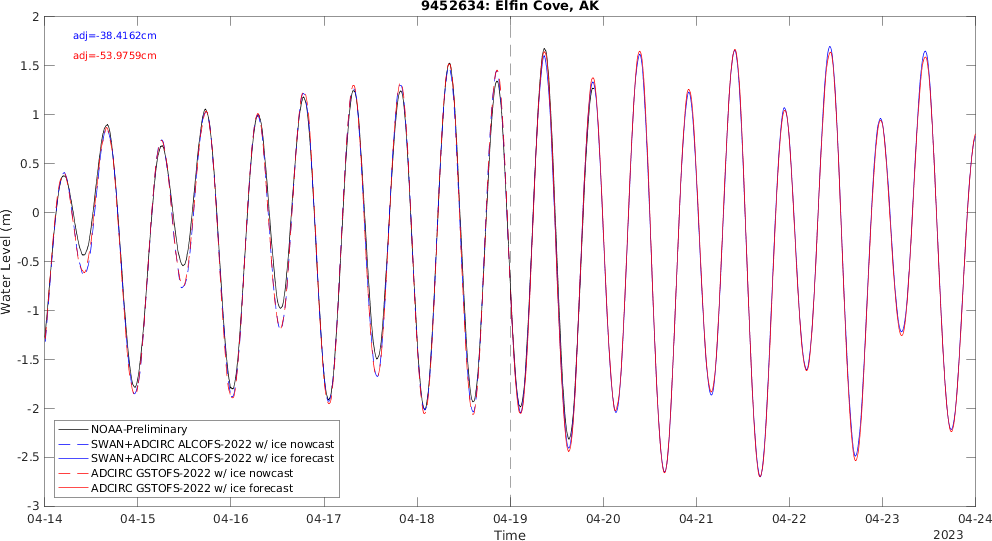 9452634: Elfin Cove, AK
adj=-38.4162cm
adj=-53.9759cm
Water Level (m)
2
1.5
1
0.5
0
-0.5
-1
-1.5
-2
-2.5
-3
NOAA-Preliminary
SWAN+ADCIRC ALCOFS-2022 w/ ice nowcast
SWAN+ADCIRC ALCOFS-2022 w/ ice forecast
ADCIRC GSTOFS-2022 w/ ice nowcast
ADCIRC GSTOFS-2022 w/ ice forecast
04-14 04-15 04-16 04-17 04-18 04-19 04-20 04-21 04-22 04-23 04-24
Time
2023